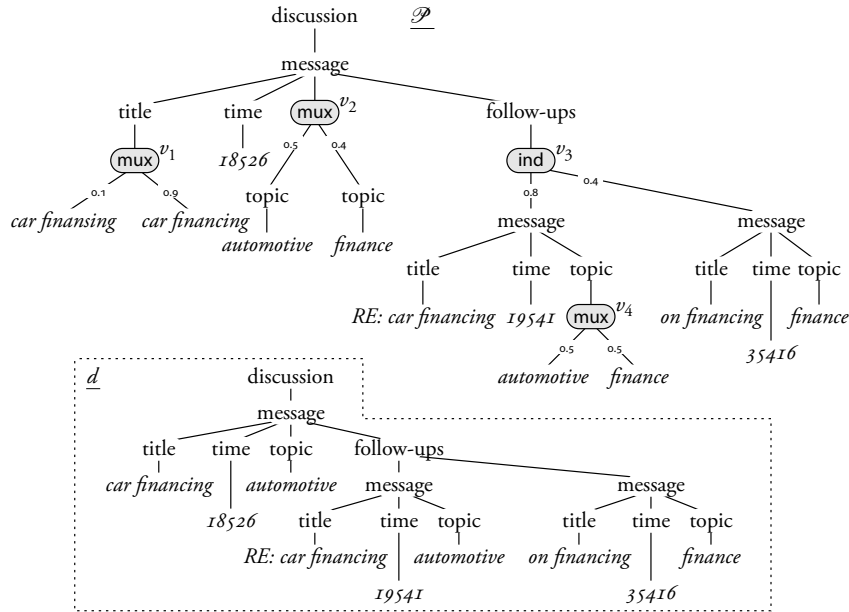 discussion 𝒫
message
title time mux v2 follow-ups
mux v1 18526 0.5 0.4 ind v3
0.1 0.9 0.8 0.4
car finansing car financing topic topic message message
automotive finance
title time topic title time topic
RE: car financing 19541 mux v4 on financing finance
0.5 0.5 35416
automotive finance
d discussion
message
title time topic follow-ups
car financing automotive message message
18526 title time topic title time topic
RE: car financing automotive on financing finance
19541 35416